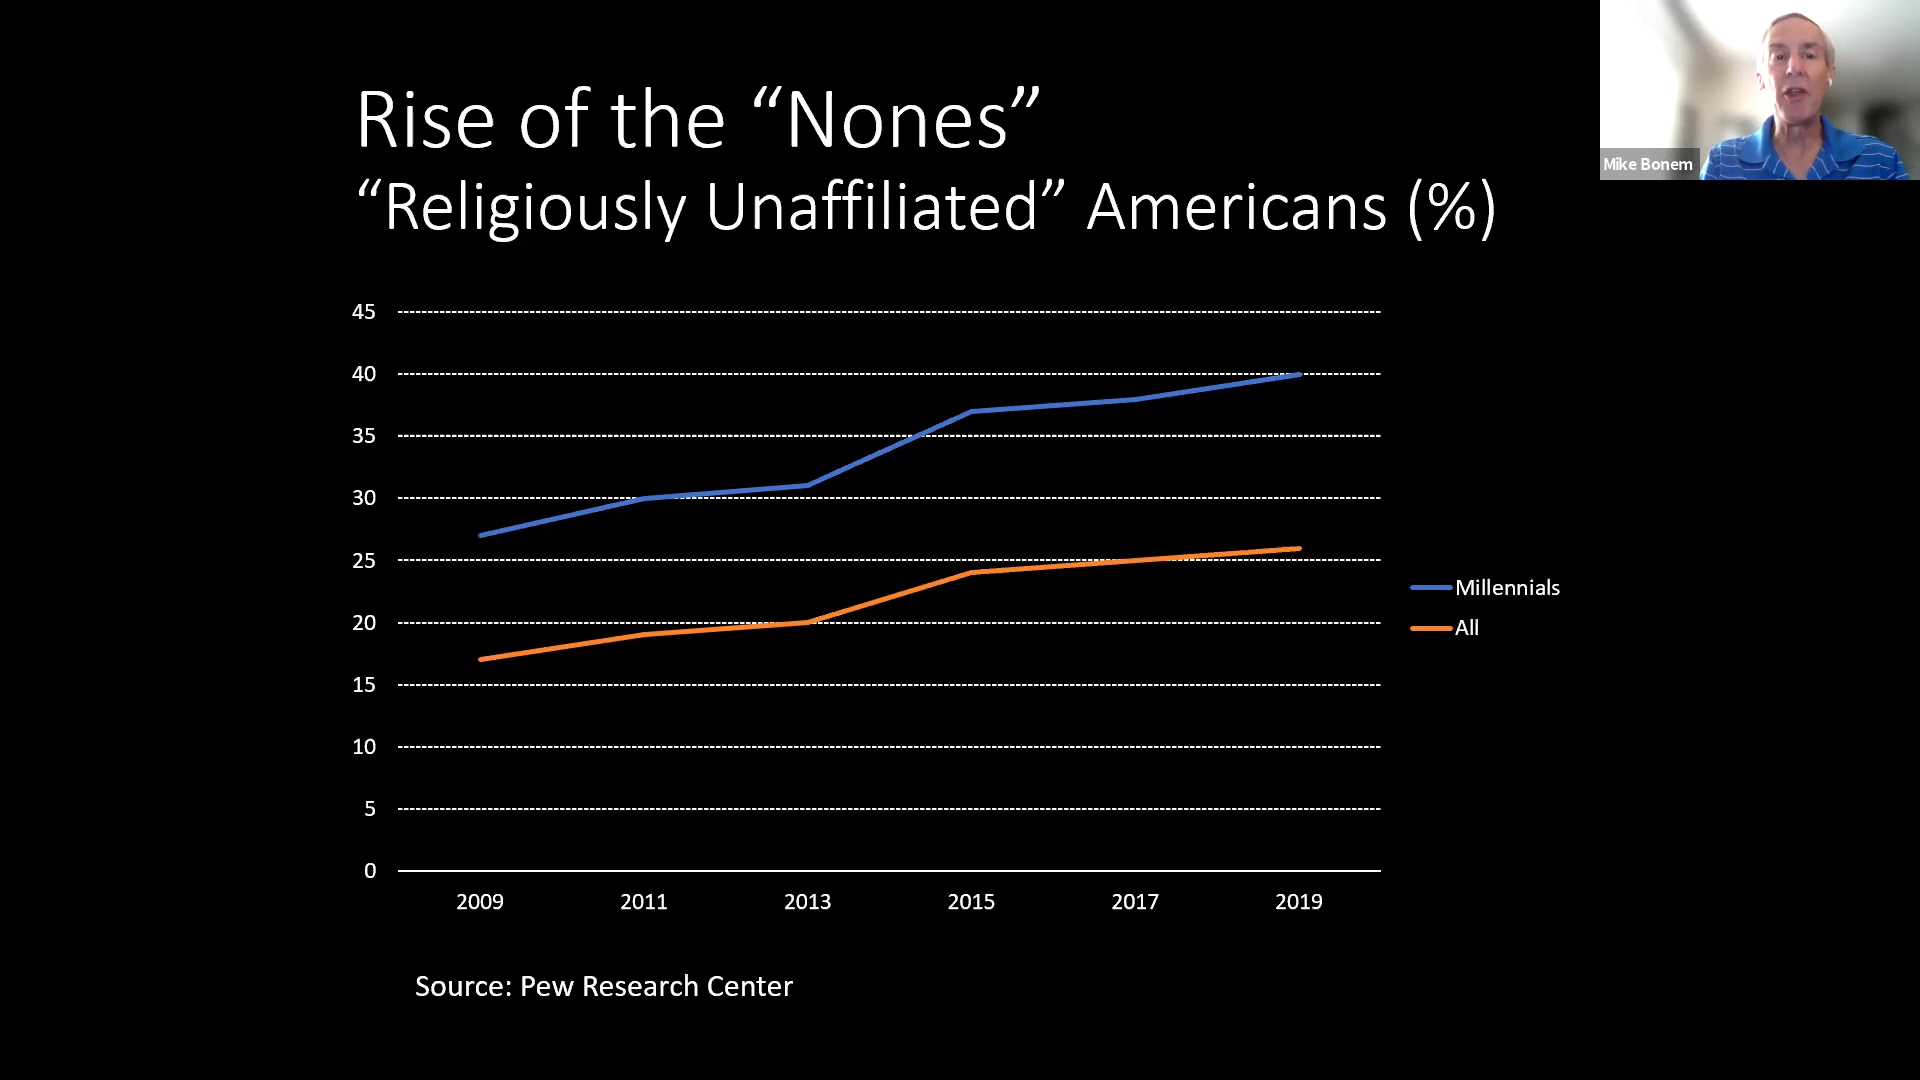 Rise of the “Nones”
“Religiously Unaffiliated” Americans (%)
Mike Bonem
45
40
35
30
25
20
15
10
5
0
2009 2011 2013 2015 2017 2019
Millennials
All
Source: Pew Research Center